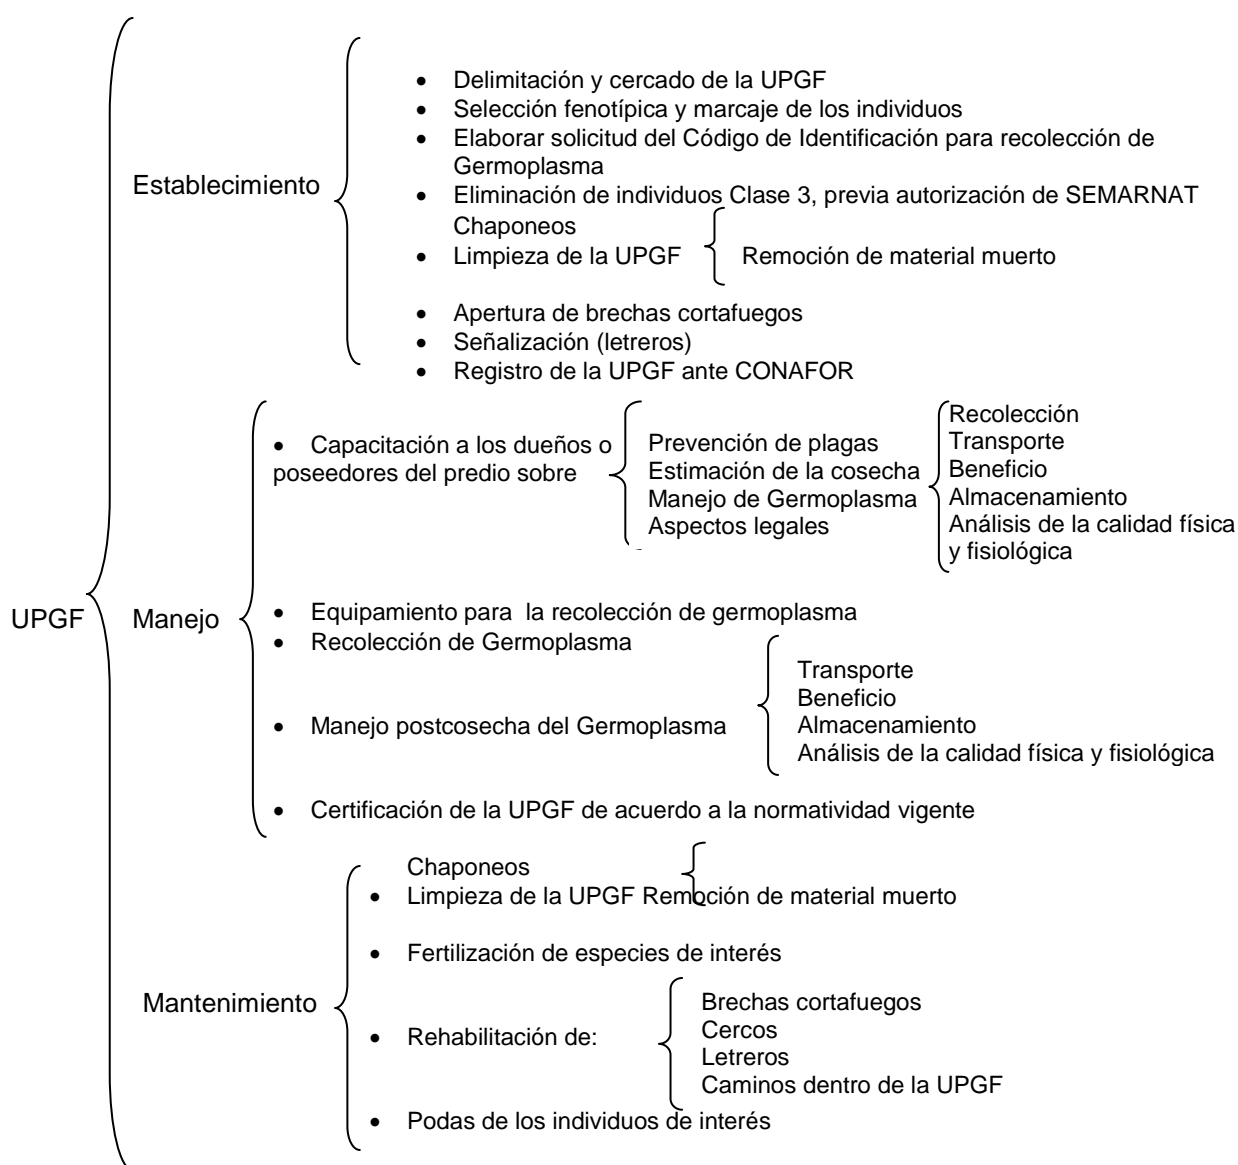 UPGF
Establecimiento
• Delimitación y cercado de la UPGF
• Selección fenotípica y marcaje de los individuos
• Elaborar solicitud del Código de Identificación para recolección de
Germoplasma
• Eliminación de individuos Clase 3, previa autorización de SEMARNAT
Chaponeos
• Limpieza de la UPGF
Remoción de material muerto
• Apertura de brechas cortafuegos
• Señalización (letreros)
• Registro de la UPGF ante CONAFOR
Manejo
• Capacitación a los dueños o
poseedores del predio sobre
Prevención de plagas
Estimación de la cosecha
Manejo de Germoplasma
Aspectos legales
Recolección
Transporte
Beneficio
Almacenamiento
Análisis de la calidad física
y fisiológica
• Equipamiento para la recolección de germoplasma
• Recolección de Germoplasma
• Manejo postcosecha del Germoplasma
Transporte
Beneficio
Almacenamiento
Análisis de la calidad física y fisiológica
• Certificación de la UPGF de acuerdo a la normatividad vigente
Mantenimiento
Chaponeos
• Limpieza de la UPGF Remoción de material muerto
• Fertilización de especies de interés
• Rehabilitación de:
Brechas cortafuegos
Cercos
Letreros
Caminos dentro de la UPGF
• Podas de los individuos de interés